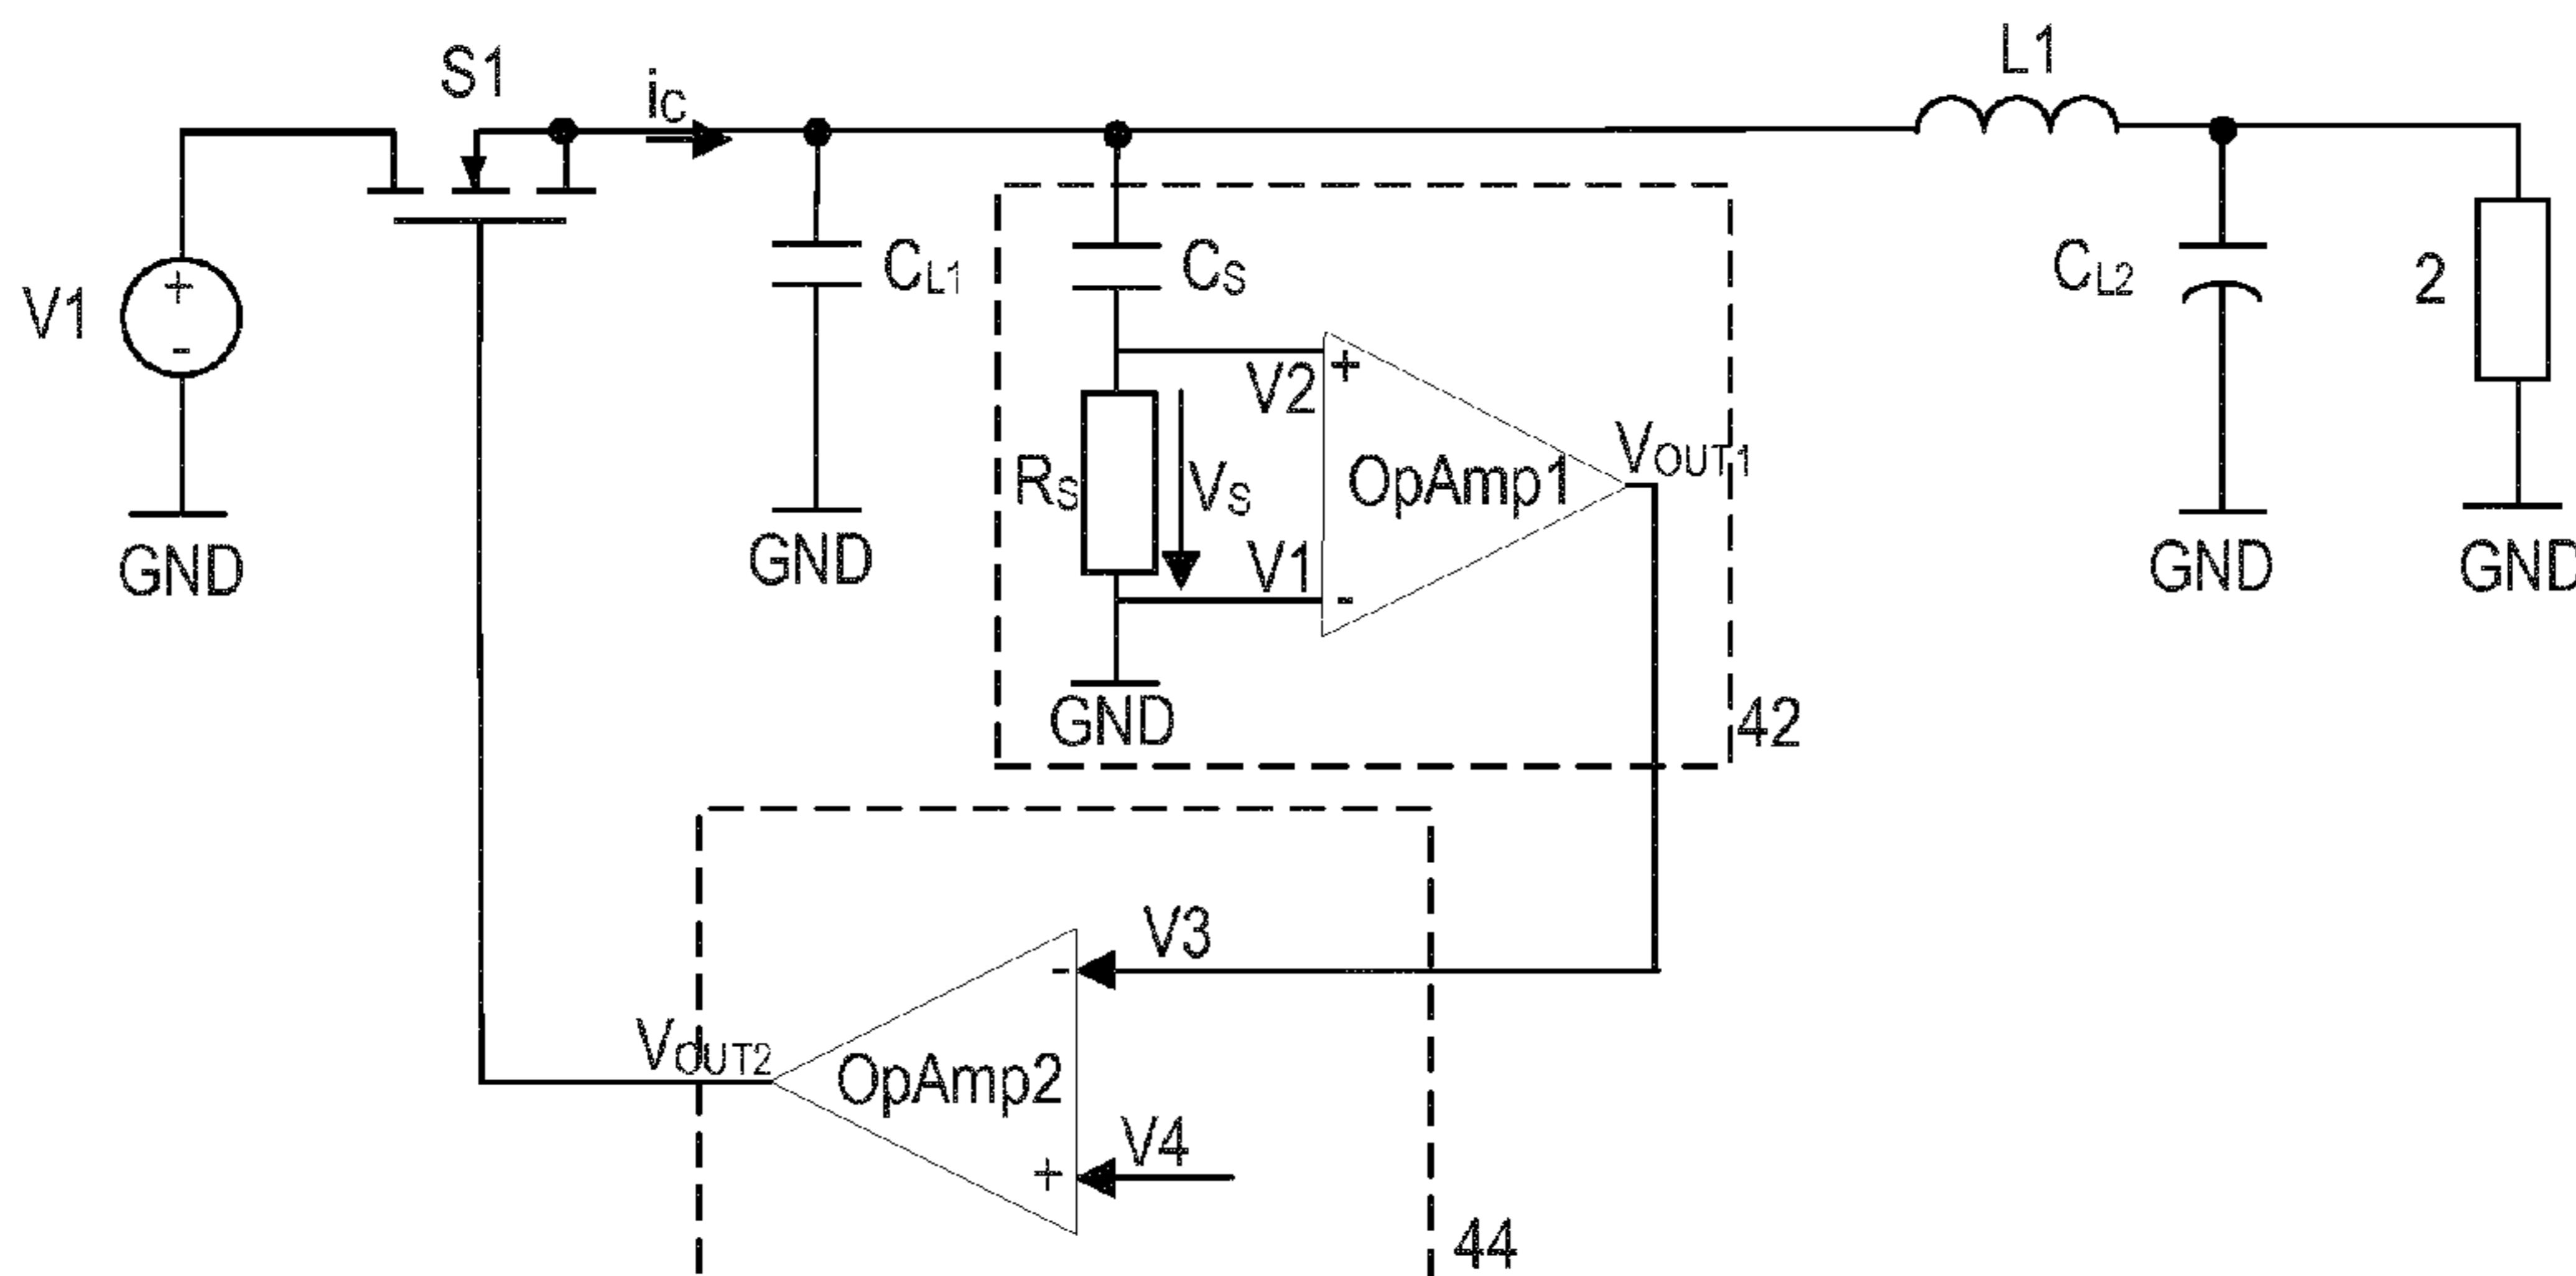 S1
iC
L1
V1
+
-
GND
CL1
GND
CS
RS
VS
V2
V1
+
-
OpAmp1
VOUT1
GND
42
CL2
GND
2
GND
V3
-
VOUT2
OpAmp2
V4
+
44